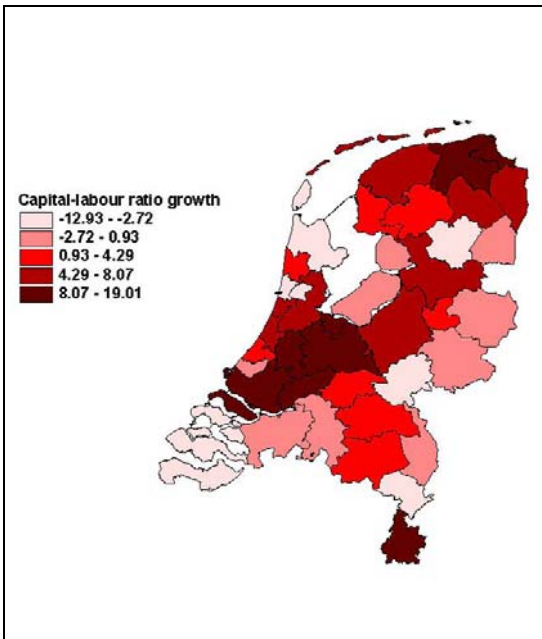 Capital-labour ratio growth
-12.93 - -2.72
-2.72 - 0.93
0.93 - 4.29
4.29 - 8.07
8.07 - 19.01